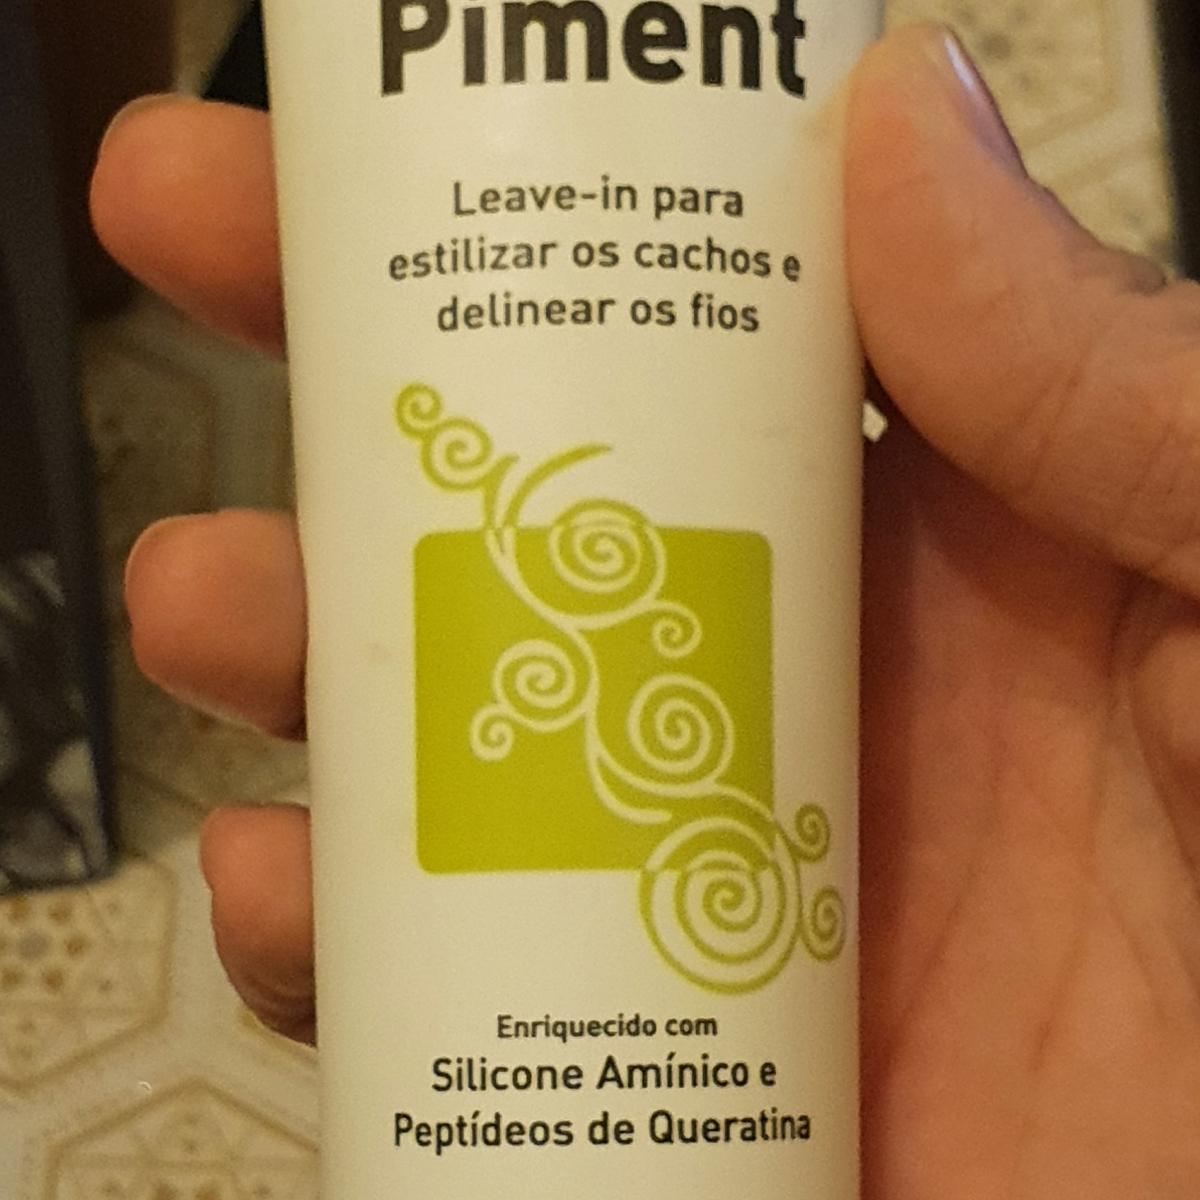 Piment
Leave-in para
estilizar os cachos e
delinear os fios
Enriquecido com
Silicone Amínico e
Peptídeos de Queratina